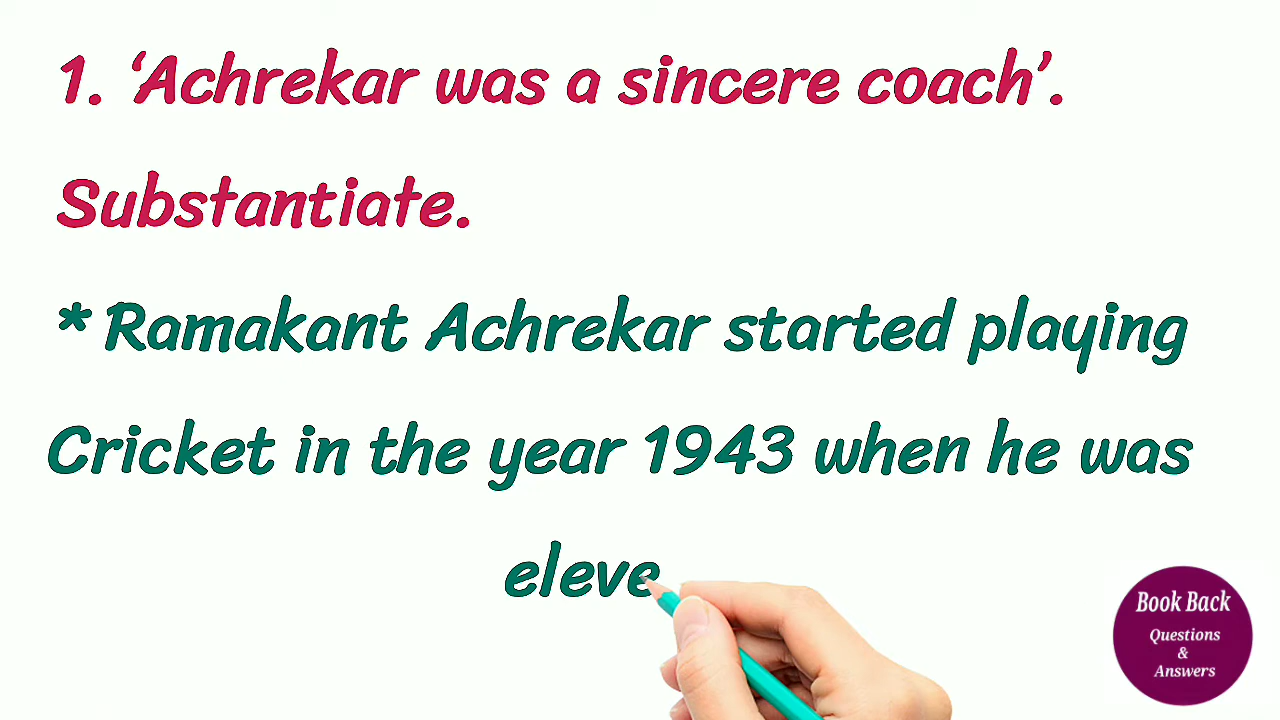 1. ‘Achrekar was a sincere coach’.
Substantiate.
* Ramakant Achrekar started playing
Cricket in the year 1943 when he was
eleve
Book Back
Questions
&
Answers